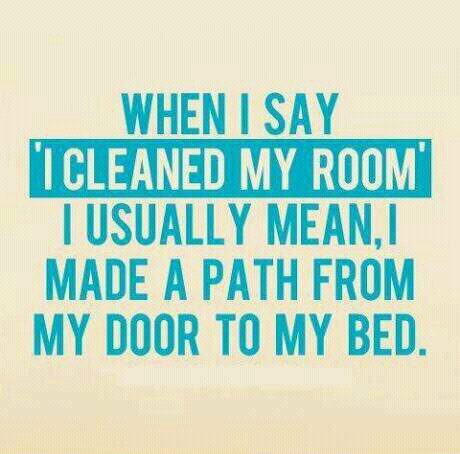 WHEN I SAY
'I CLEANED MY ROOM'
I USUALLY MEAN, I
MADE A PATH FROM
MY DOOR TO MY BED.